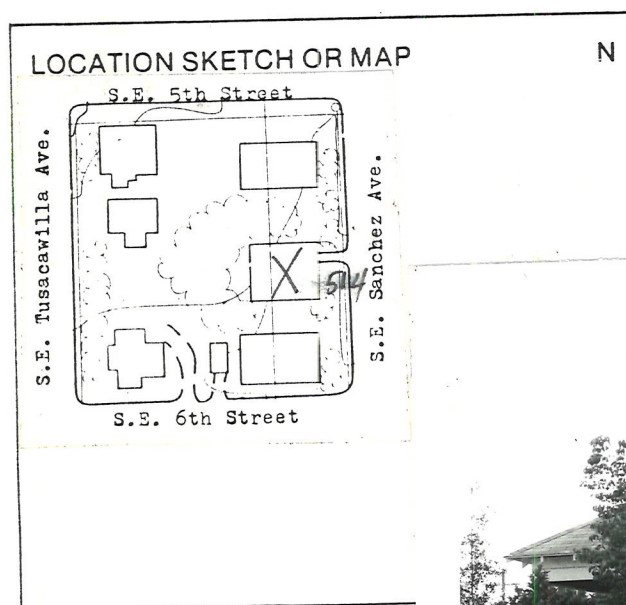 LOCATION SKETCH OR MAP
N
S.E. 5th Street
S.E. Tusacawilla Ave.
X
514
S.E. Sanchez Ave.
S.E. 6th Street